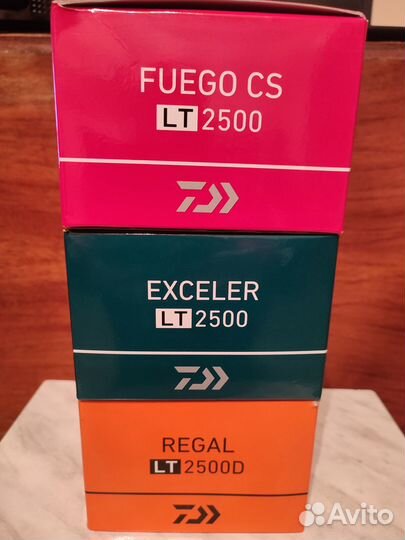 FUEGO CS
LT 2500
EXCELER
LT 2500
REGAL
LT 2500D
Avito